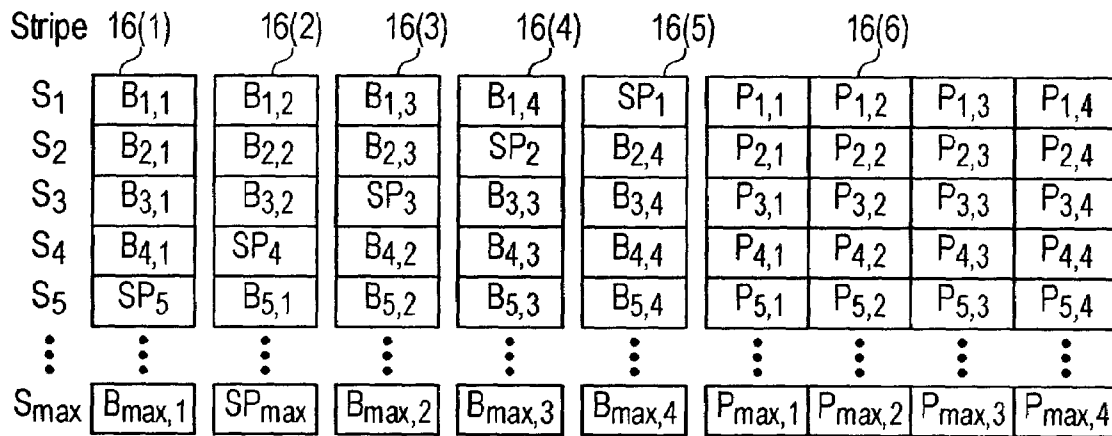 Stripe 16(1) 16(2) 16(3) 16(4) 16(5) 16(6)
S1 B1,1 B1,2 B1,3 B1,4 SP1 P1,1 P1,2 P1,3 P1,4
S2 B2,1 B2,2 B2,3 SP2 B2,4 P2,1 P2,2 P2,3 P2,4
S3 B3,1 B3,2 SP3 B3,3 B3,4 P3,1 P3,2 P3,3 P3,4
S4 B4,1 SP4 B4,2 B4,3 B4,4 P4,1 P4,2 P4,3 P4,4
S5 SP5 B5,1 B5,2 B5,3 B5,4 P5,1 P5,2 P5,3 P5,4
Smax Bmax,1 SPmax Bmax,2 Bmax,3 Bmax,4 Pmax,1 Pmax,2 Pmax,3 Pmax,4